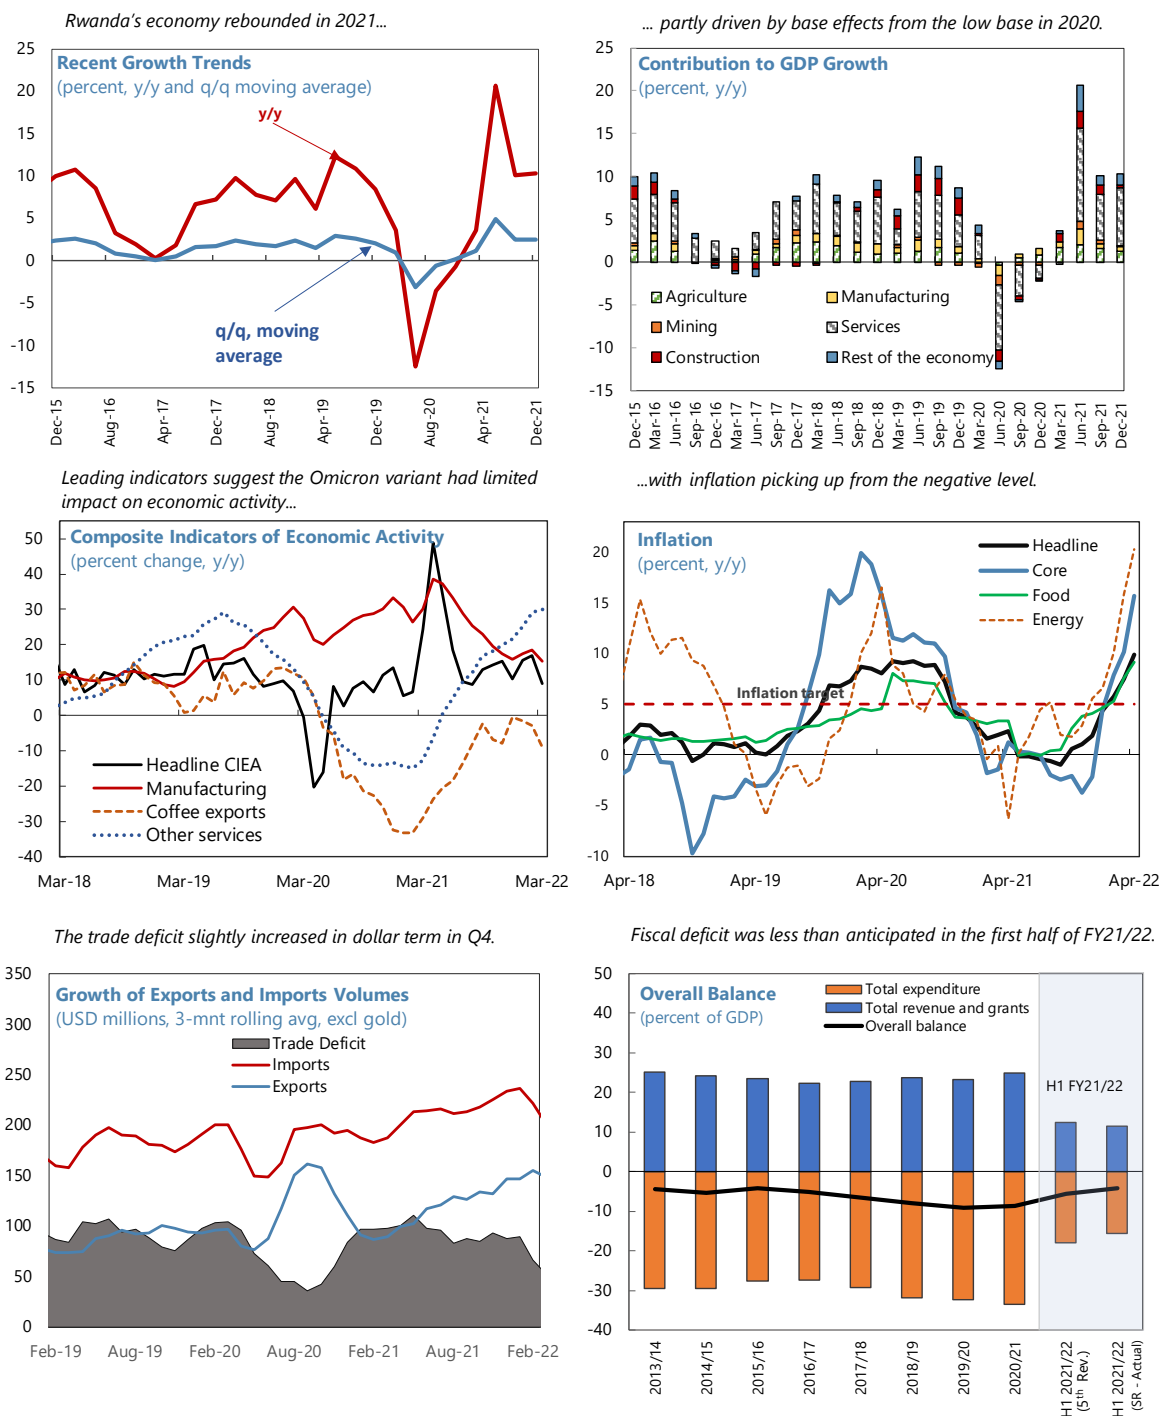 Rwanda's economy rebounded in 2021...
Recent Growth Trends
(percent, y/y and q/q moving average)
y/y
q/q, moving
average
25
20
15
10
5
0
-5
-10
-15
Dec-15
Aug-16
Apr-17
Dec-17
Aug-18
Apr-19
Dec-19
Aug-20
Apr-21
Dec-21
... partly driven by base effects from the low base in 2020.
Contribution to GDP Growth
(percent, y/y)
25
20
15
10
5
0
-5
-10
-15
Agriculture
Manufacturing
Mining
Services
Construction
Rest of the economy
Dec-15
Mar-16
Jun-16
Sep-16
Dec-16
Mar-17
Jun-17
Sep-17
Dec-17
Mar-18
Jun-18
Sep-18
Dec-18
Mar-19
Jun-19
Sep-19
Dec-19
Mar-20
Jun-20
Sep-20
Dec-20
Mar-21
Jun-21
Sep-21
Dec-21
Leading indicators suggest the Omicron variant had limited
impact on economic activity...
Composite Indicators of Economic Activity
(percent change, y/y)
50
40
30
20
10
0
-10
-20
-30
-40
Headline CIEA
Manufacturing
Coffee exports
Other services
Mar-18
Mar-19
Mar-20
Mar-21
Mar-22
...with inflation picking up from the negative level.
Inflation
(percent, y/y)
Headline
Core
Food
Energy
Inflation target
20
15
10
5
0
-5
-10
Apr-18
Apr-19
Apr-20
Apr-21
Apr-22
The trade deficit slightly increased in dollar term in Q4.
Growth of Exports and Imports Volumes
(USD millions, 3-mnt rolling avg, excl gold)
Trade Deficit
Imports
Exports
350
300
250
200
150
100
50
0
Feb-19
Aug-19
Feb-20
Aug-20
Feb-21
Aug-21
Feb-22
Fiscal deficit was less than anticipated in the first half of FY21/22.
Overall Balance
(percent of GDP)
Total expenditure
Total revenue and grants
Overall balance
H1 FY21/22
50
40
30
20
10
0
-10
-20
-30
-40
2013/14
2014/15
2015/16
2016/17
2017/18
2018/19
2019/20
2020/21
H1 2021/22
(5th Rev.)
H1 2021/22
(SR - Actual)